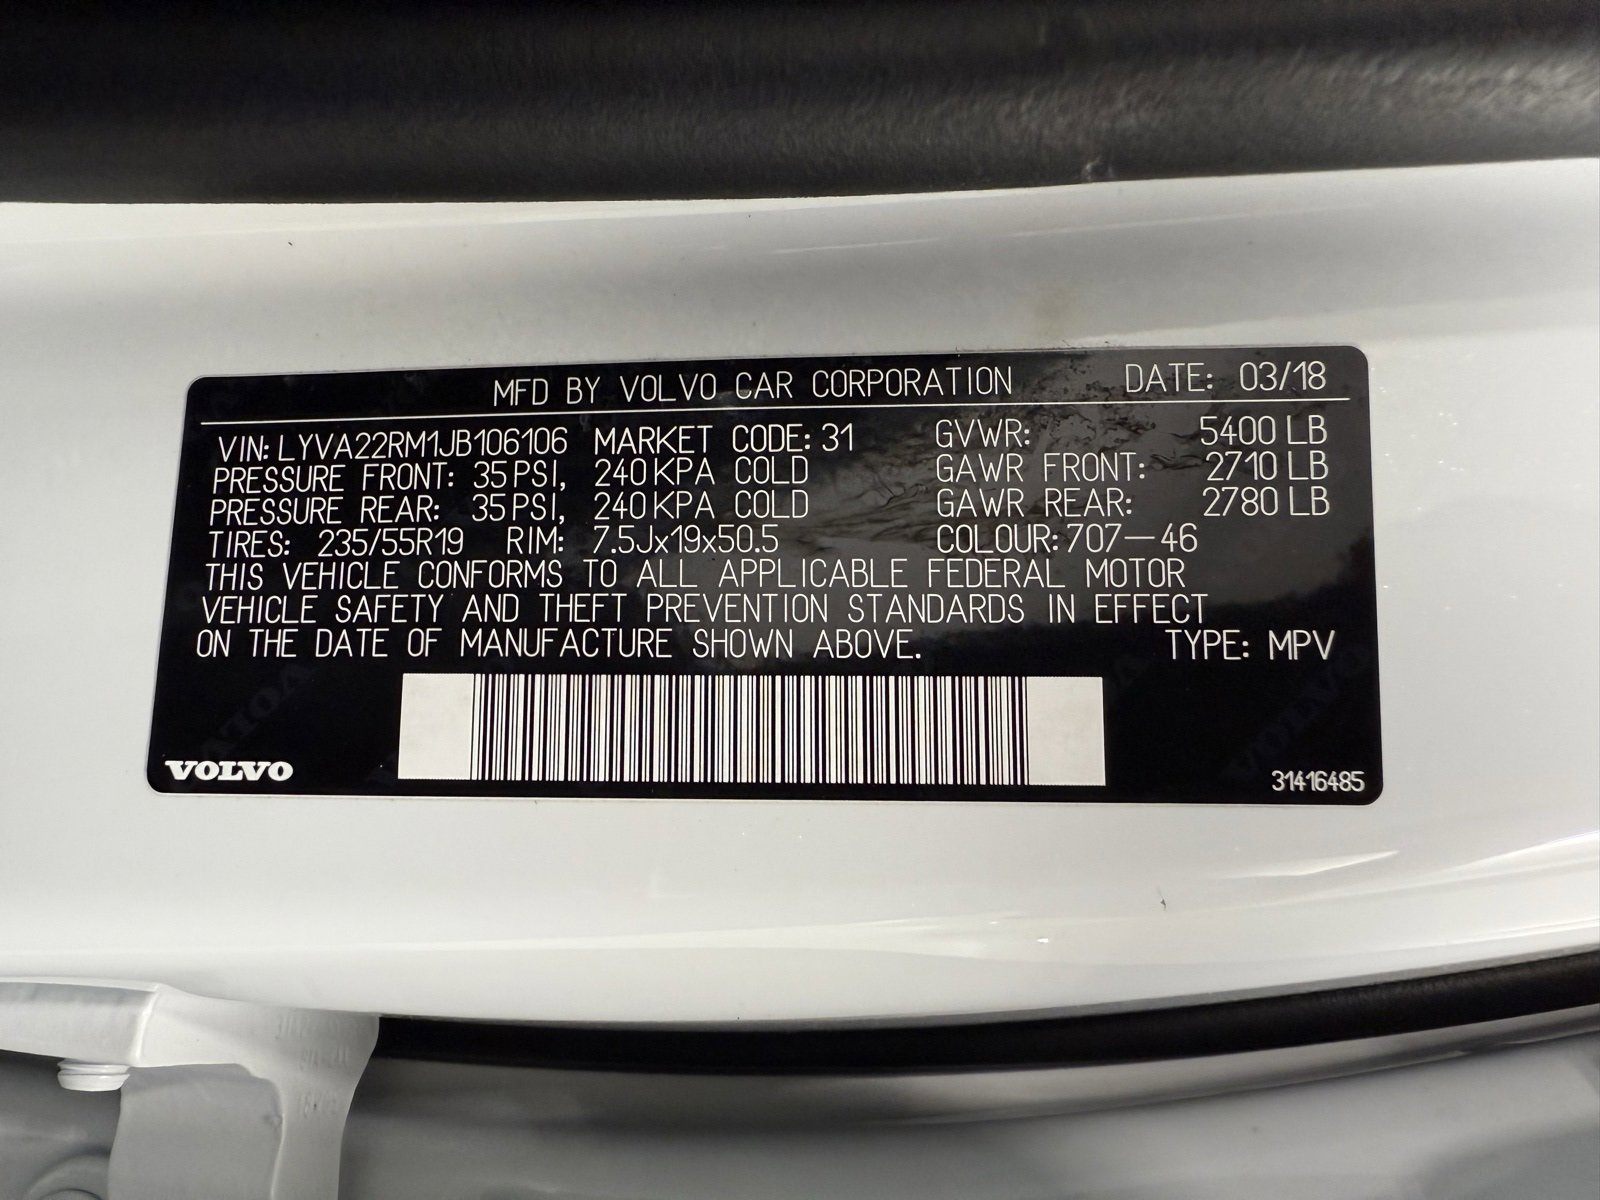 MFD BY VOLVO CAR CORPORATION DATE: 03/18
VIN: LYVA22RM1JB106106 MARKET CODE: 31 GVWR: 5400 LB
PRESSURE FRONT: 35 PSI, 240 KPA COLD GAWR FRONT: 2710 LB
PRESSURE REAR: 35 PSI, 240 KPA COLD GAWR REAR: 2780 LB
TIRES: 235/55R19 RIM: 7.5Jx19x50.5 COLOUR: 707-46
THIS VEHICLE CONFORMS TO ALL APPLICABLE FEDERAL MOTOR
VEHICLE SAFETY AND THEFT PREVENTION STANDARDS IN EFFECT
ON THE DATE OF MANUFACTURE SHOWN ABOVE. TYPE: MPV
VOLVO 31416485